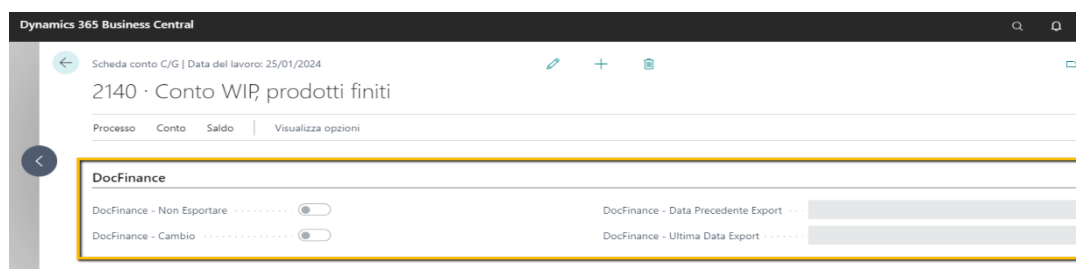 Dynamics 365 Business Central
Scheda conto C/G | Data del lavoro: 25/01/2024
2140 · Conto WIP, prodotti finiti
Processo Conto Saldo | Visualizza opzioni
DocFinance
DocFinance - Non Esportare DocFinance - Data Precedente Export
DocFinance - Cambio DocFinance - Ultima Data Export